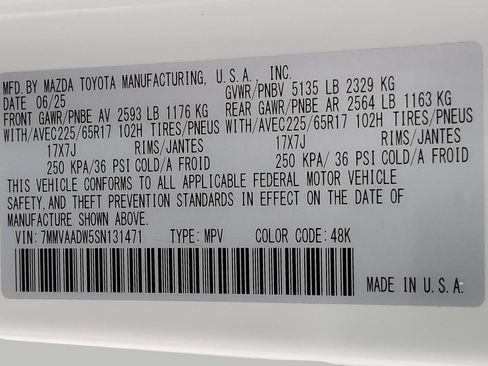 MFD. BY MAZDA TOYOTA MANUFACTURING, U.S.A., INC.
DATE 06/25 GVWR/PNBV 5135 LB 2329 KG
FRONT GAWR/PNBE AV 2593 LB 1176 KG REAR GAWR/PNBE AR 2564 LB 1163 KG
WITH/AVEC225/65R17 102H TIRES/PNEUS WITH/AVEC225/65R17 102H TIRES/PNEUS
17X7J RIMS/JANTES 17X7J RIMS/JANTES
250 KPA/36 PSI COLD/A FROID 250 KPA/36 PSI COLD/A FROID
THIS VEHICLE CONFORMS TO ALL APPLICABLE FEDERAL MOTOR VEHICLE
SAFETY,AND THEFT PREVENTION STANDARDS IN EFFECT ON THE DATE OF
MANUFACTURE SHOWN ABOVE.
VIN: 7MMVAADW5SN131471 TYPE: MPV COLOR CODE: 48K
MADE IN U.S.A.